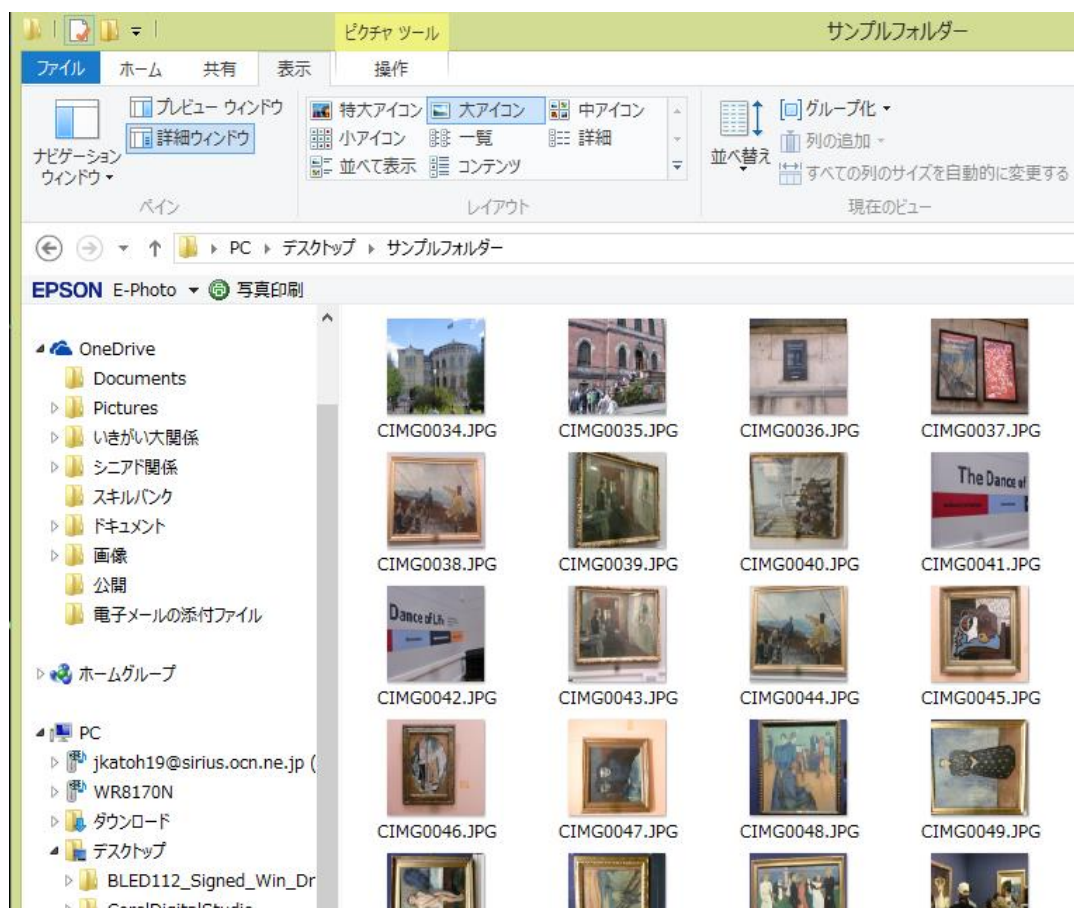 ピクチャ ツール
サンプルフォルダー
ファイル ホーム 共有 表示 操作
ナビゲーション
ウィンドウ
プレビュー ウィンドウ
詳細ウィンドウ
ペイン
特大アイコン 大アイコン 中アイコン
小アイコン 一覧 詳細
並べて表示 コンテンツ
レイアウト
並べ替え
グループ化
列の追加
すべての列のサイズを自動的に変更する
現在のビュー
PC デスクトップ サンプルフォルダー
EPSON E-Photo 写真印刷
OneDrive
Documents
Pictures
いきがい大関係
シニアド関係
スキルバンク
ドキュメント
画像
公開
電子メールの添付ファイル
ホームグループ
PC
jkatoh19@sirius.ocn.ne.jp (
WR8170N
ダウンロード
デスクトップ
BLED112_Signed_Win_Dr
CIMG0034.JPG CIMG0035.JPG CIMG0036.JPG CIMG0037.JPG
The Dance of
CIMG0038.JPG CIMG0039.JPG CIMG0040.JPG CIMG0041.JPG
Dance of Life
CIMG0042.JPG CIMG0043.JPG CIMG0044.JPG CIMG0045.JPG
CIMG0046.JPG CIMG0047.JPG CIMG0048.JPG CIMG0049.JPG